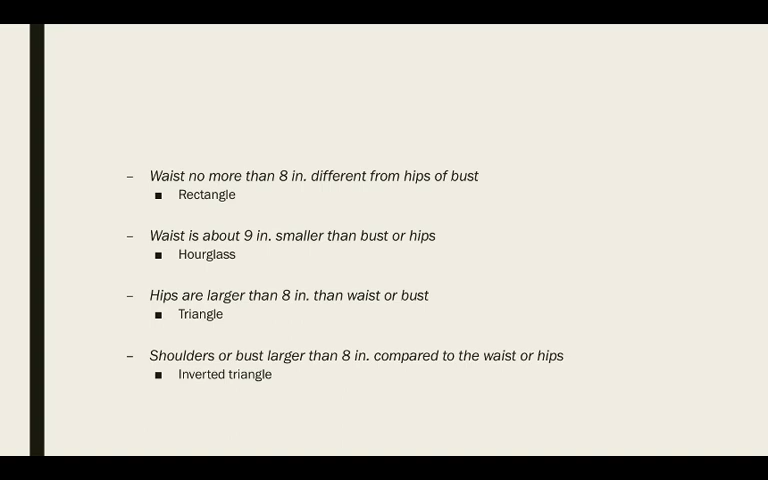 – Waist no more than 8 in. different from hips of bust
■ Rectangle
– Waist is about 9 in. smaller than bust or hips
■ Hourglass
– Hips are larger than 8 in. than waist or bust
■ Triangle
– Shoulders or bust larger than 8 in. compared to the waist or hips
■ Inverted triangle